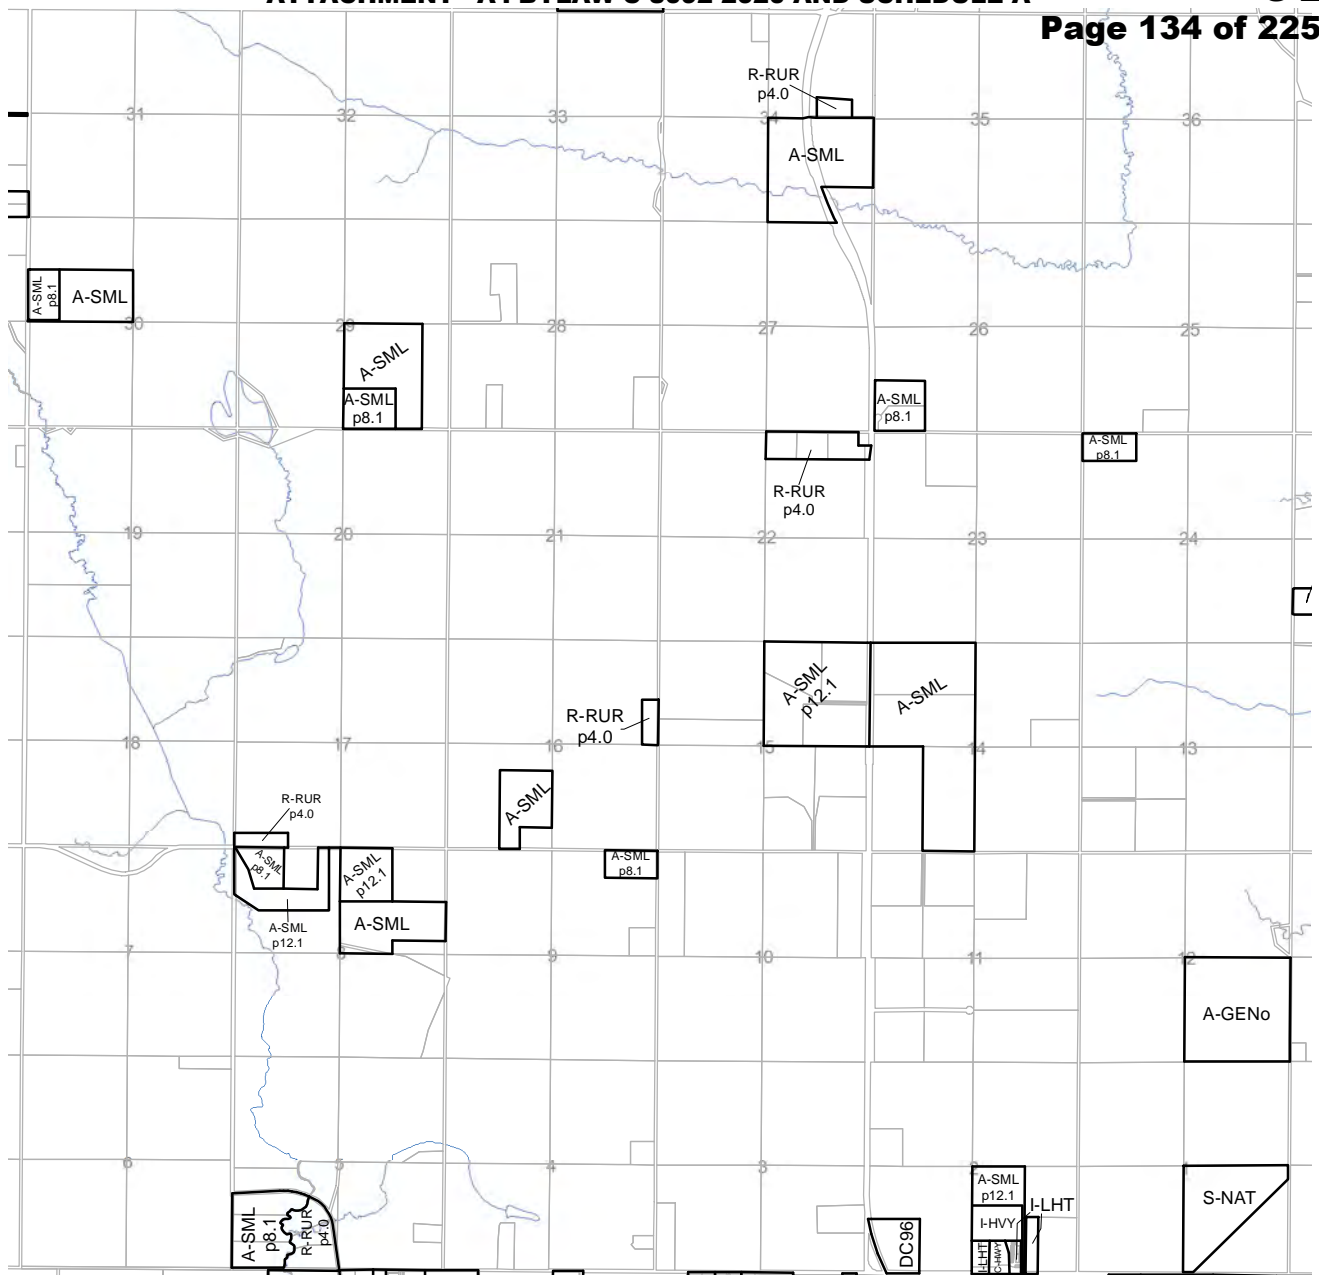 Page 134 of 225
R-RUR
p4.0
31
32
33
34
35
36
A-SML
A-SML
p8.1
A-SML
30
29
28
27
26
25
A-SML
A-SML
p8.1
A-SML
p8.1
A-SML
p8.1
R-RUR
p4.0
19
20
21
22
23
24
A-SML
p12.1
A-SML
R-RUR
p4.0
18
17
16
15
14
13
A-SML
R-RUR
p4.0
A-SML
p8.1
A-SML
p12.1
A-SML
p8.1
A-SML
A-SML
p12.1
7
8
9
10
11
12
A-GENo
6
5
4
3
2
1
A-SML
p12.1
I-LHT
S-NAT
I-HVY
A-SML
p8.1
R-RUR
p4.0
DC96
I-LHT
C-HWY